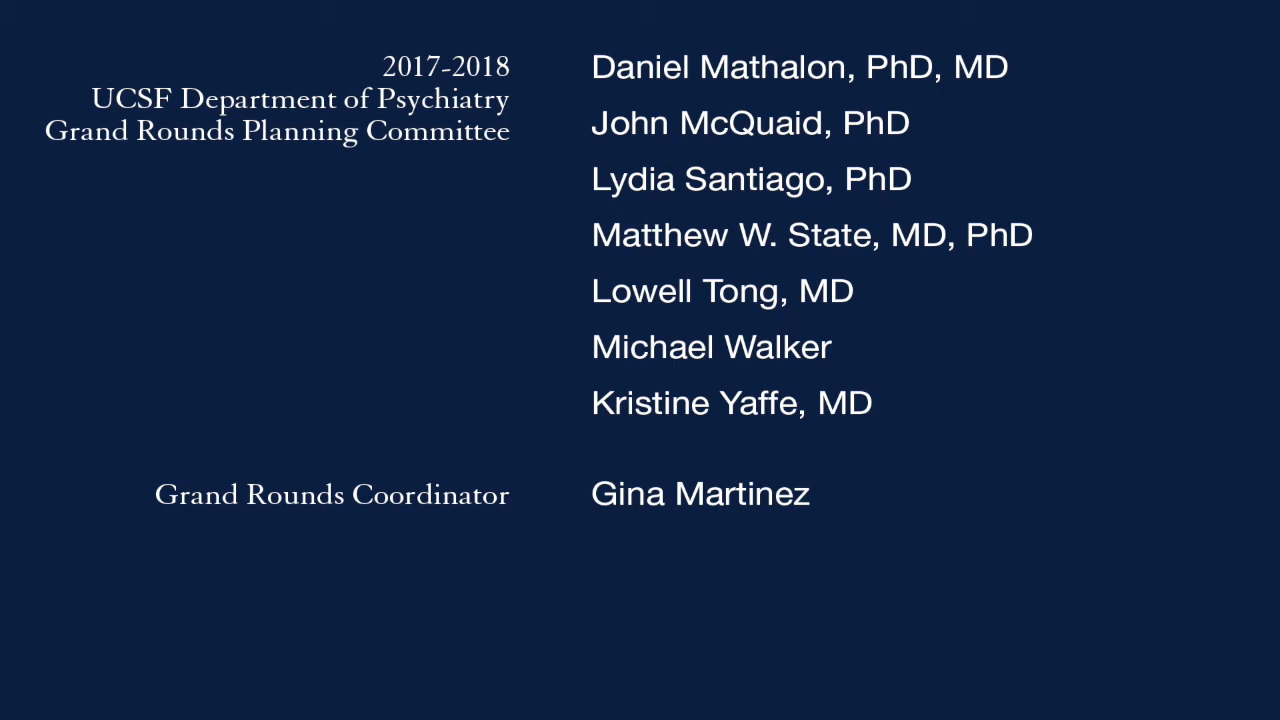 2017-2018
UCSF Department of Psychiatry
Grand Rounds Planning Committee
Daniel Mathalon, PhD, MD
John McQuaid, PhD
Lydia Santiago, PhD
Matthew W. State, MD, PhD
Lowell Tong, MD
Michael Walker
Kristine Yaffe, MD
Grand Rounds Coordinator
Gina Martinez